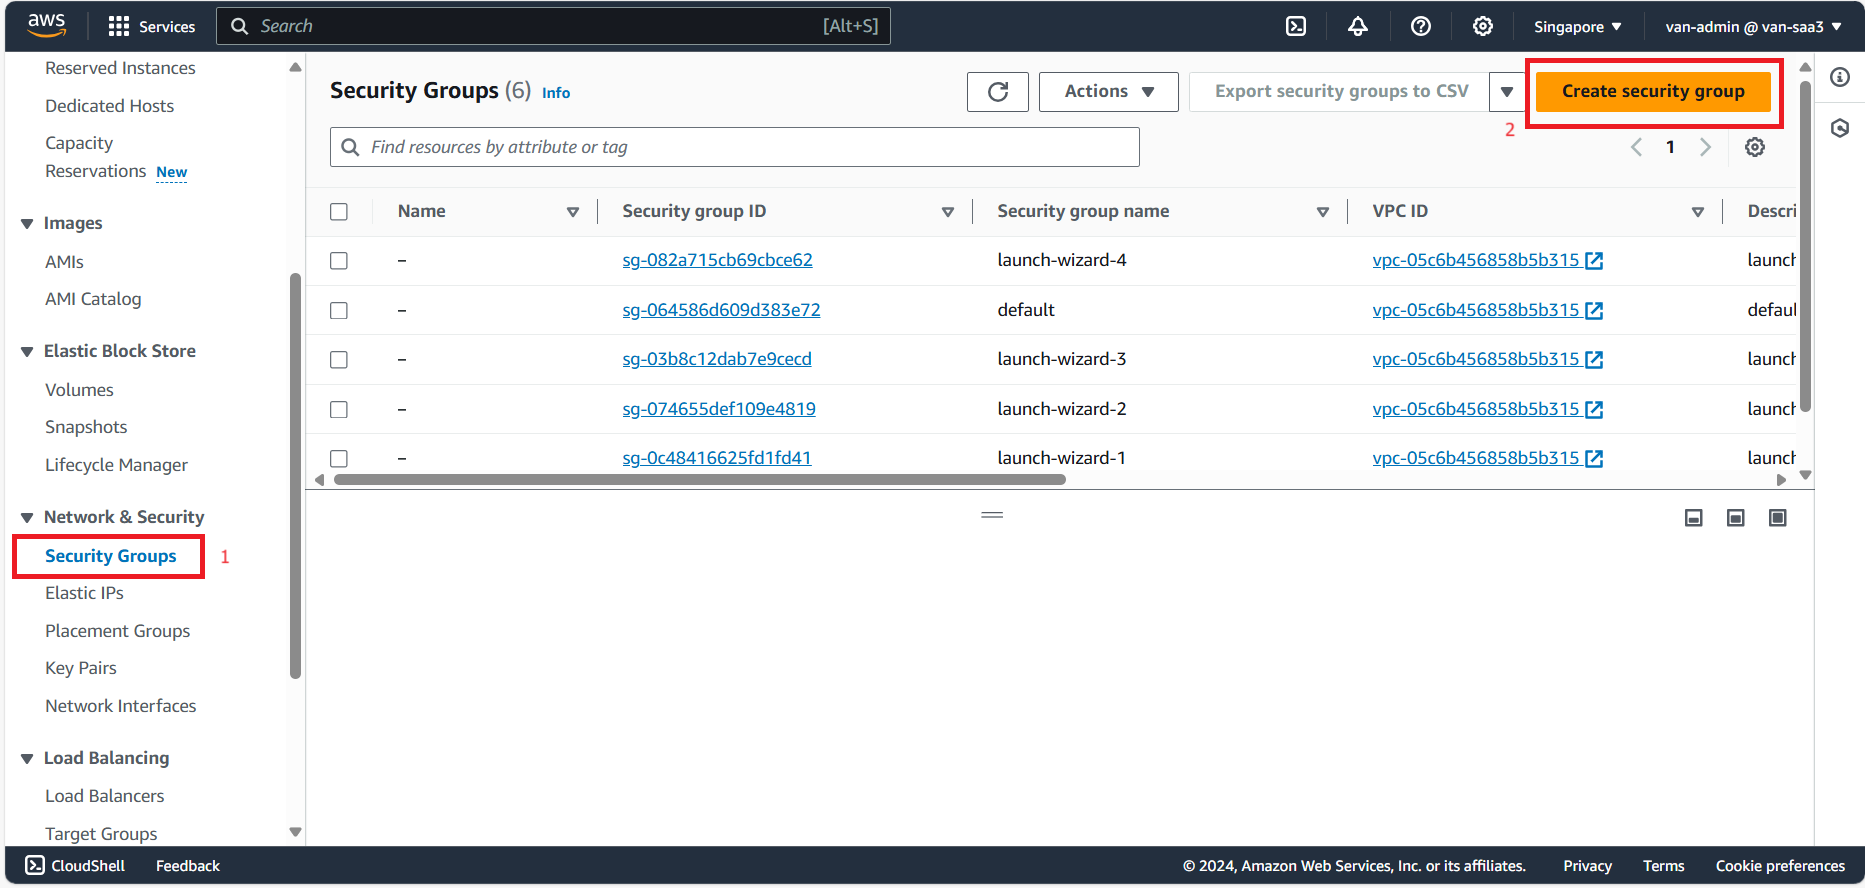 aws Services Search [Alt+S] Singapore van-admin @ van-saa3
Reserved Instances
Dedicated Hosts
Capacity
Reservations New
Images
AMIs
AMI Catalog
Elastic Block Store
Volumes
Snapshots
Lifecycle Manager
Network & Security
Security Groups 1
Elastic IPs
Placement Groups
Key Pairs
Network Interfaces
Load Balancing
Load Balancers
Target Groups
Security Groups (6) Info Actions Export security groups to CSV Create security group
2
Find resources by attribute or tag 1
Name Security group ID Security group name VPC ID Descri
– sg-082a715cb69cbce62 launch-wizard-4 vpc-05c6b456858b5b315 launch
– sg-064586d609d383e72 default vpc-05c6b456858b5b315 defaul
– sg-03b8c12dab7e9cecd launch-wizard-3 vpc-05c6b456858b5b315 launch
– sg-074655def109e4819 launch-wizard-2 vpc-05c6b456858b5b315 launch
– sg-0c48416625fd1fd41 launch-wizard-1 vpc-05c6b456858b5b315 launch
CloudShell Feedback © 2024, Amazon Web Services, Inc. or its affiliates. Privacy Terms Cookie preferences